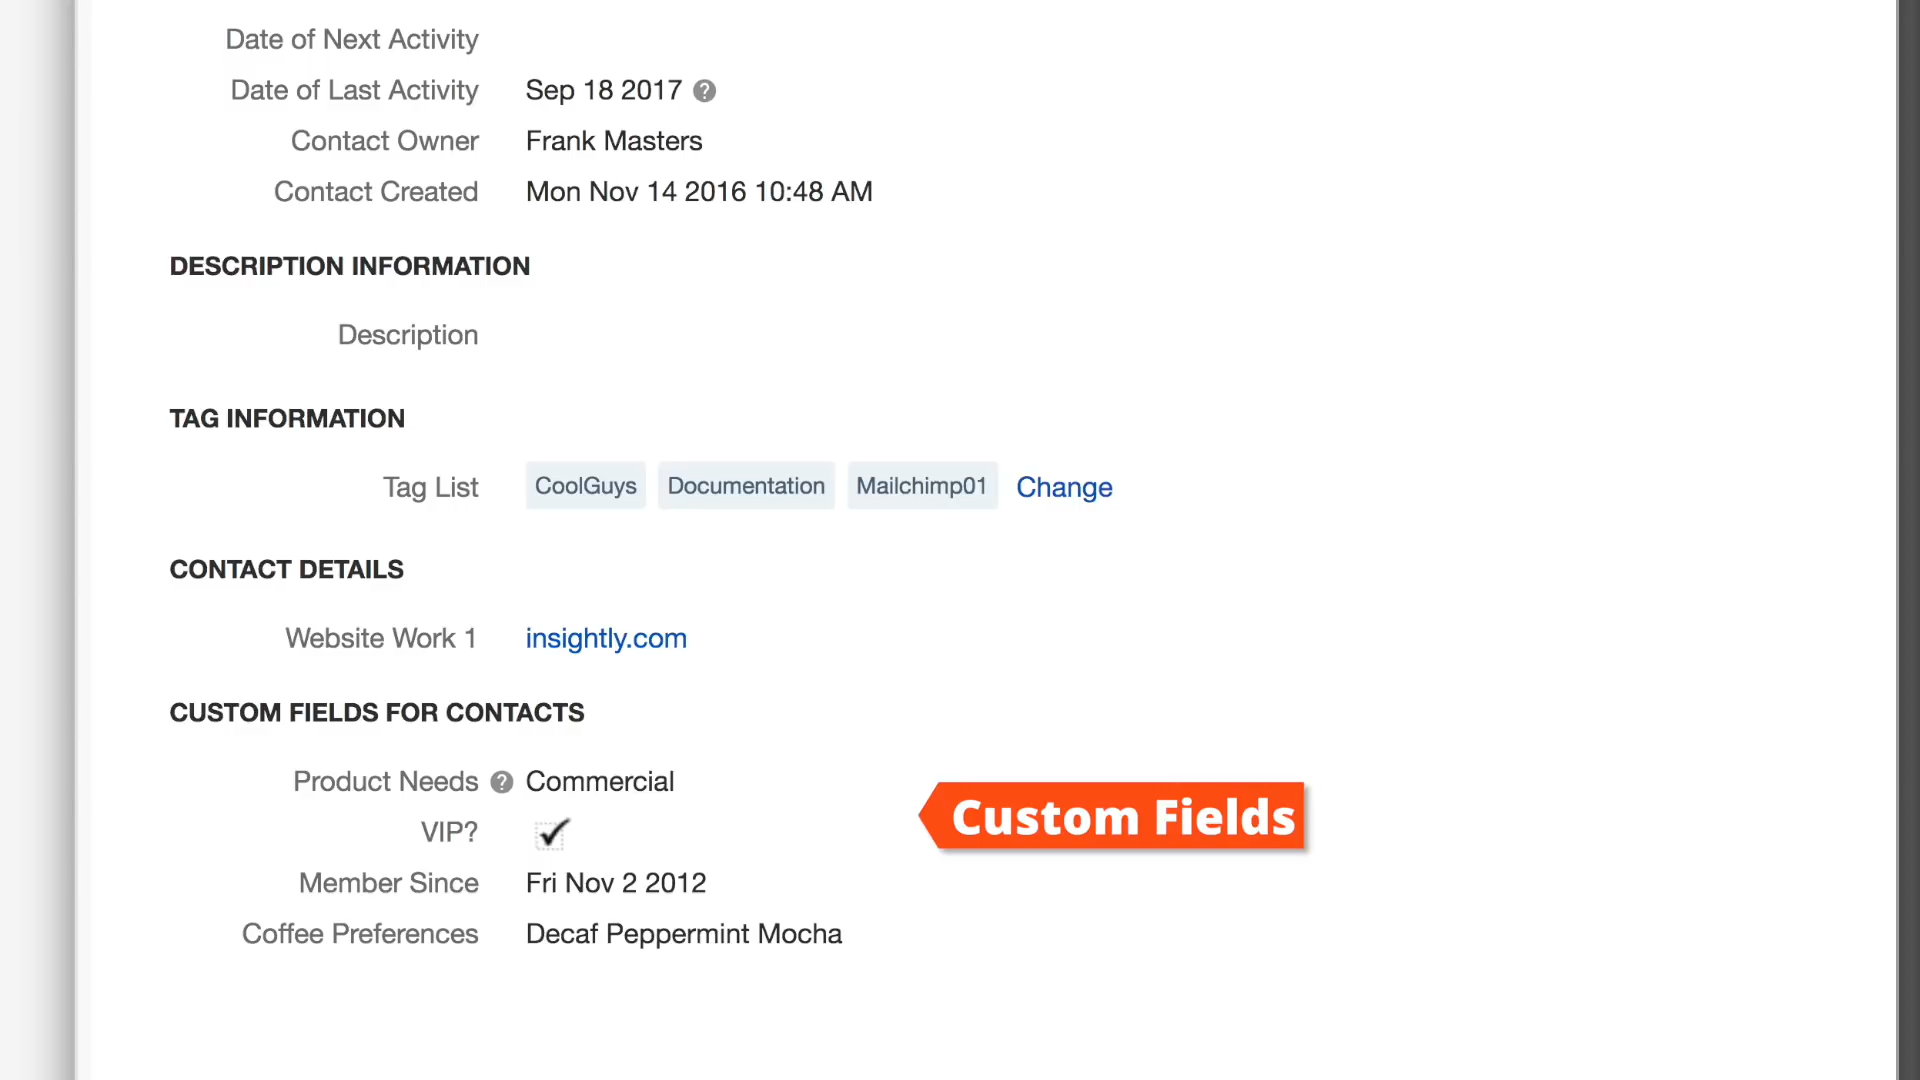 Date of Next Activity
Date of Last Activity Sep 18 2017 ?
Contact Owner Frank Masters
Contact Created Mon Nov 14 2016 10:48 AM
DESCRIPTION INFORMATION
Description
TAG INFORMATION
Tag List CoolGuys Documentation Mailchimp01 Change
CONTACT DETAILS
Website Work 1 insightly.com
CUSTOM FIELDS FOR CONTACTS
Product Needs ? Commercial
Custom Fields
VIP?
Member Since Fri Nov 2 2012
Coffee Preferences Decaf Peppermint Mocha